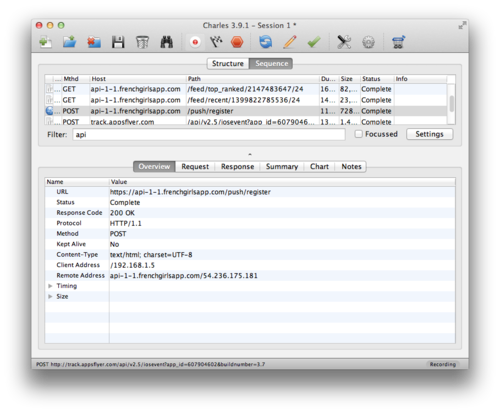 Charles 3.9.1 - Session 1 *
Structure Sequence
... Mthd Host Path Du... Size Status Info
... GET api-1-1.frenchgirlsapp.com /feed/top_ranked/2147483647/24 16... 82,... Complete
... GET api-1-1.frenchgirlsapp.com /feed/recent/1399822785536/24 14... 23,... Complete
... POST api-1-1.frenchgirlsapp.com /push/register 11... 728... Complete
... POST track.appsflyer.com /api/v2.5/iosevent?app_id=6079046... 13... 1.4... Complete
Filter: api Focussed Settings
Overview Request Response Summary Chart Notes
Name Value
URL https://api-1-1.frenchgirlsapp.com/push/register
Status Complete
Response Code 200 OK
Protocol HTTP/1.1
Method POST
Kept Alive No
Content-Type text/html; charset=UTF-8
Client Address /192.168.1.5
Remote Address api-1-1.frenchgirlsapp.com/54.236.175.181
Timing
Size
POST http://track.appsflyer.com/api/v2.5/iosevent?app_id=607904602&buildnumber=3.7 Recording